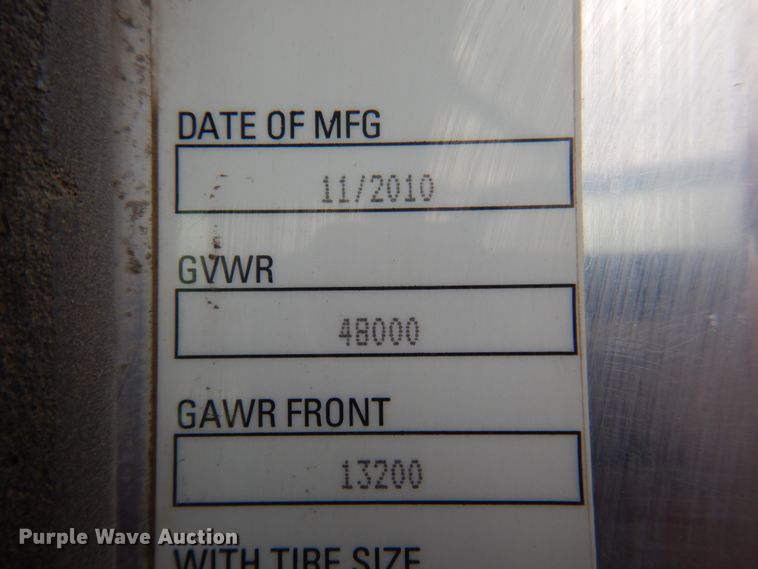 DATE OF MFG
11/2010
GVWR
48000
GAWR FRONT
13200
WITH TIRE SIZE
Purple Wave Auction